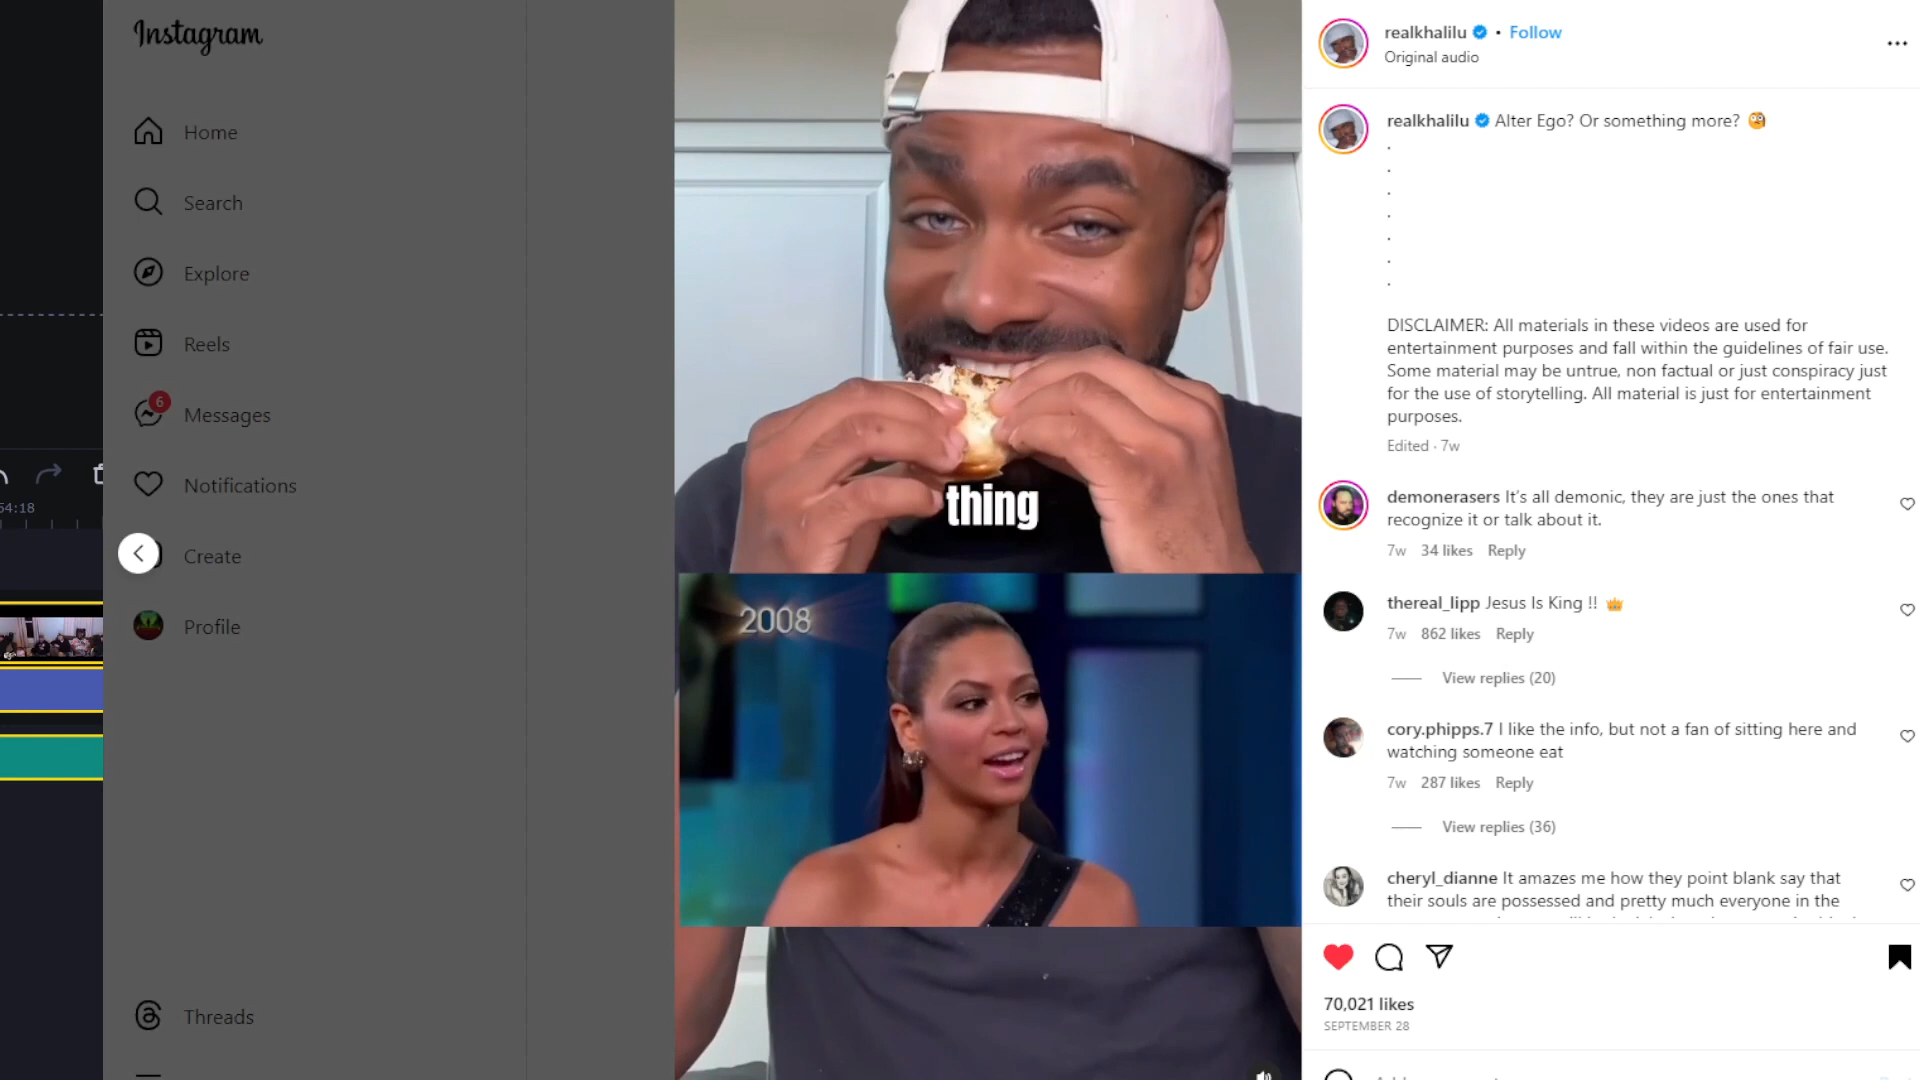 Instagram
Home
Search
Explore
Reels
6
Messages
Notifications
Create
Profile
Threads
54:18
thing
2008
realkhalilu • Follow
Original audio
realkhalilu Alter Ego? Or something more? 🧐
.
.
.
.
.
.
.
DISCLAIMER: All materials in these videos are used for
entertainment purposes and fall within the guidelines of fair use.
Some material may be untrue, non factual or just conspiracy just
for the use of storytelling. All material is just for entertainment
purposes.
Edited · 7w
demonerasers It's all demonic, they are just the ones that
recognize it or talk about it.
7w 34 likes Reply
thereal_lipp Jesus Is King !! 👑
7w 862 likes Reply
View replies (20)
cory.phipps.7 I like the info, but not a fan of sitting here and
watching someone eat
7w 287 likes Reply
View replies (36)
cheryl_dianne It amazes me how they point blank say that
their souls are possessed and pretty much everyone in the
70,021 likes
SEPTEMBER 28